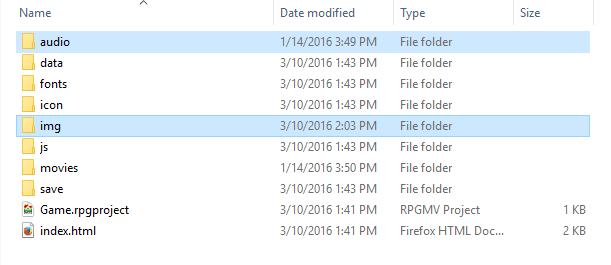 Name Date modified Type Size
audio 1/14/2016 3:49 PM File folder
data 3/10/2016 1:43 PM File folder
fonts 3/10/2016 1:43 PM File folder
icon 3/10/2016 1:43 PM File folder
img 3/10/2016 2:03 PM File folder
js 3/10/2016 1:43 PM File folder
movies 1/14/2016 3:50 PM File folder
save 3/10/2016 1:43 PM File folder
Game.rpgproject 3/10/2016 1:41 PM RPGMV Project 1 KB
index.html 3/10/2016 1:41 PM Firefox HTML Doc... 2 KB